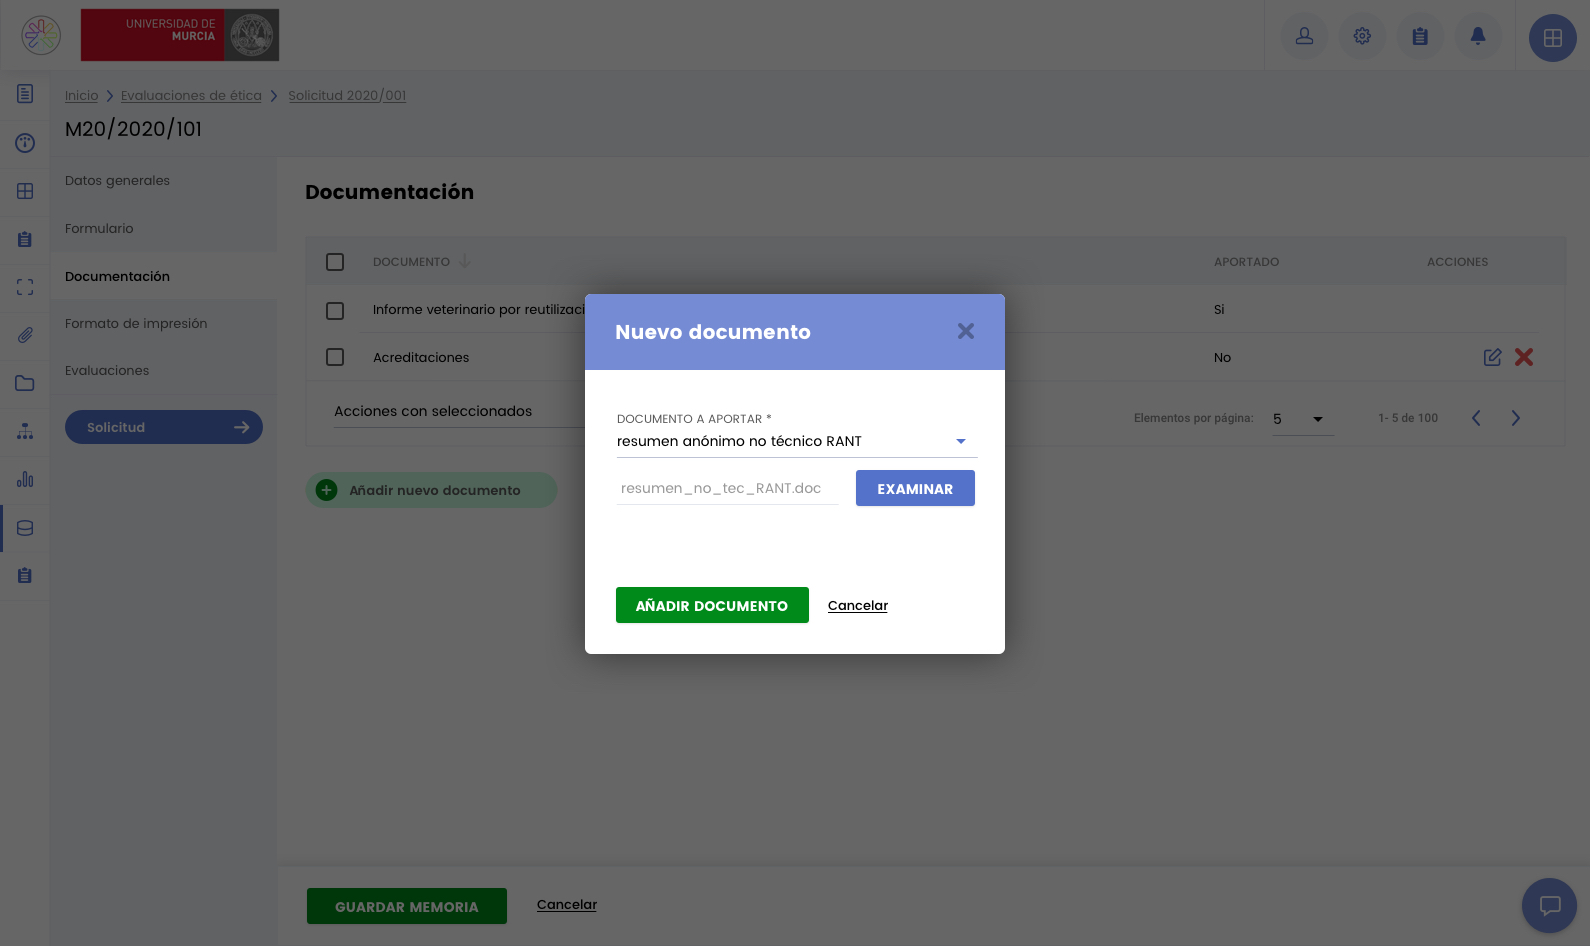 UNIVERSIDAD DE
MURCIA
Inicio > Evaluaciones de ética > Solicitud 2020/001
M20/2020/101
Datos generales
Formulario
Documentación
Formato de impresión
Evaluaciones
Solicitud
Documentación
DOCUMENTO APORTADO ACCIONES
Informe veterinario por reutilizaci Si
Acreditaciones No
Acciones con seleccionados Elementos por página: 5 1- 5 de 100
Añadir nuevo documento
Nuevo documento
DOCUMENTO A APORTAR *
resumen anónimo no técnico RANT
resumen_no_tec_RANT.doc EXAMINAR
AÑADIR DOCUMENTO Cancelar
GUARDAR MEMORIA Cancelar